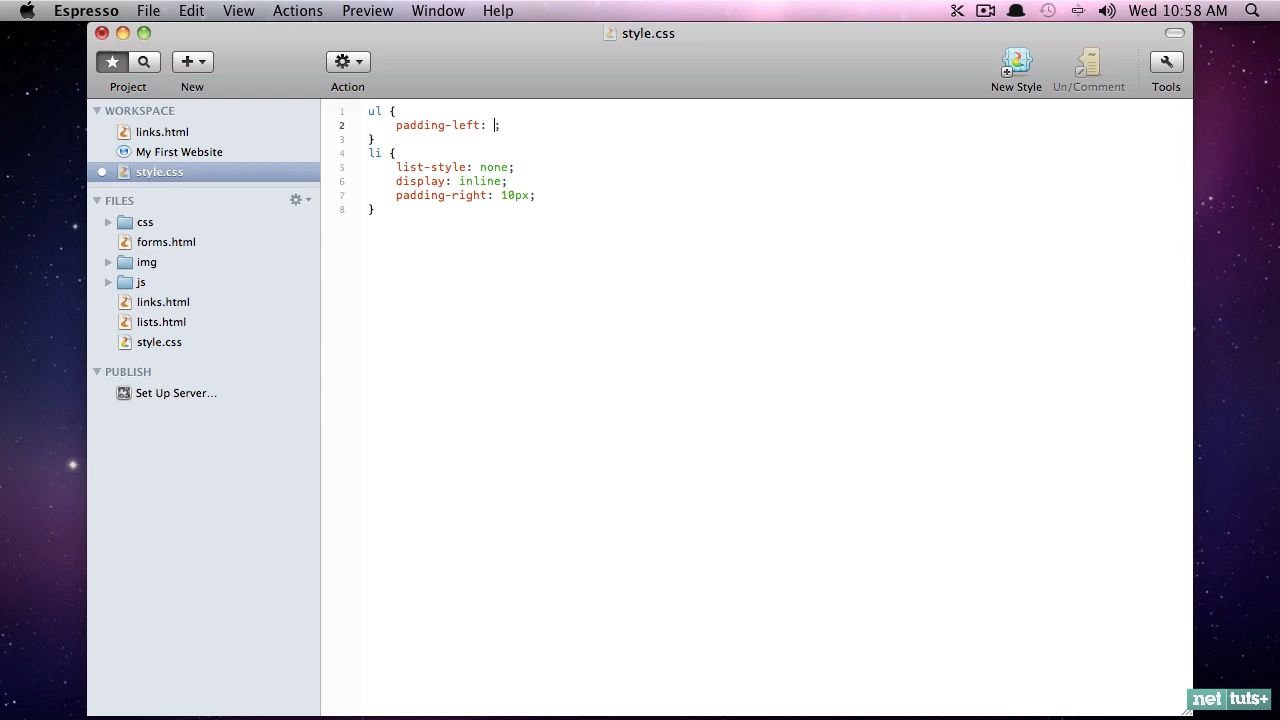 Espresso File Edit View Actions Preview Window Help Wed 10:58 AM
style.css
Project New Action New Style Un/Comment Tools
WORKSPACE
links.html
My First Website
style.css
FILES
css
forms.html
img
js
links.html
lists.html
style.css
PUBLISH
Set Up Server...
1 ul {
2 padding-left: ;
3 }
4 li {
5 list-style: none;
6 display: inline;
7 padding-right: 10px;
8 }
net tuts+